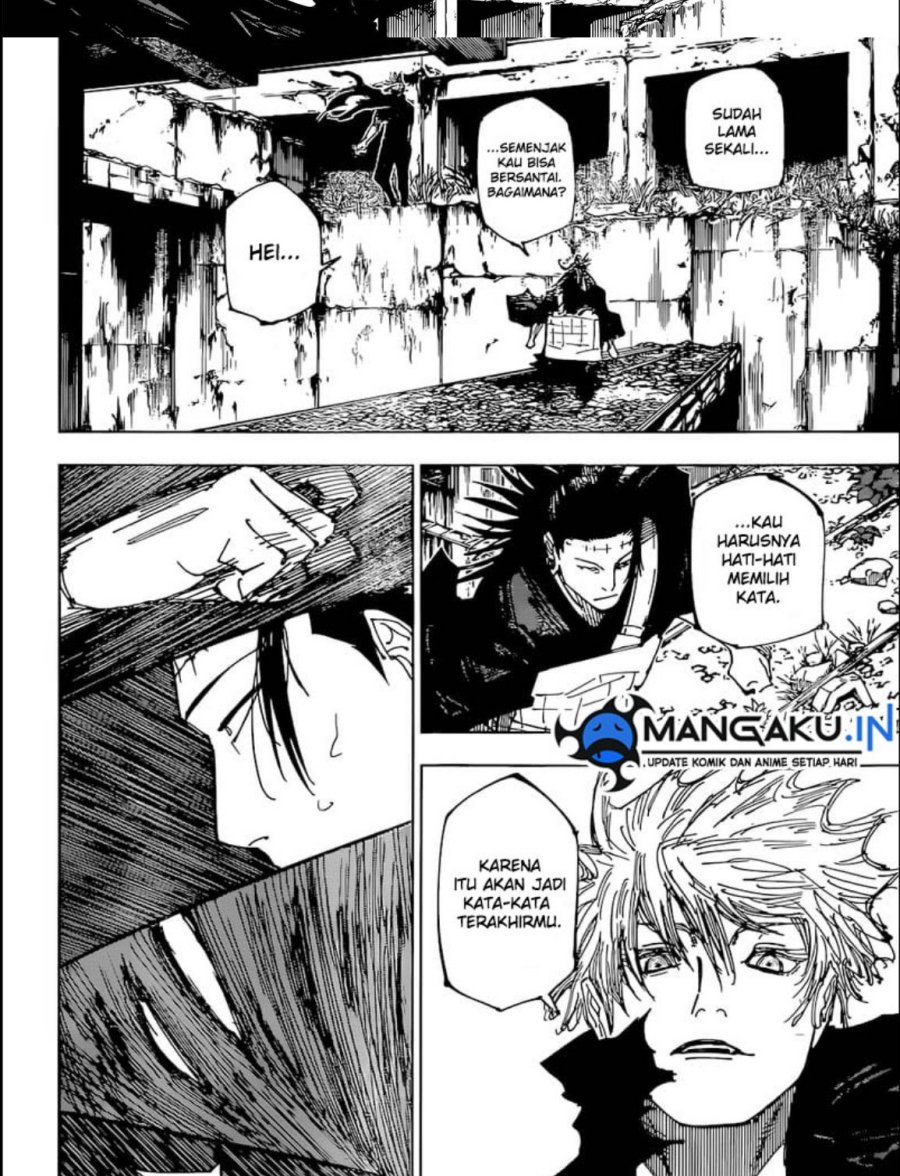 SUDAH
LAMA
SEKALI...
...SEMENJAK
KAU BISA
BERSANTAI.
BAGAIMANA?
HEI...
...KAU
HARUSNYA
HATI-HATI
MEMILIH
KATA.
MANGAKU.IN
UPDATE KOMIK DAN ANIME SETIAP HARI
KARENA
ITU AKAN JADI
KATA-KATA
TERAKHIRMU.